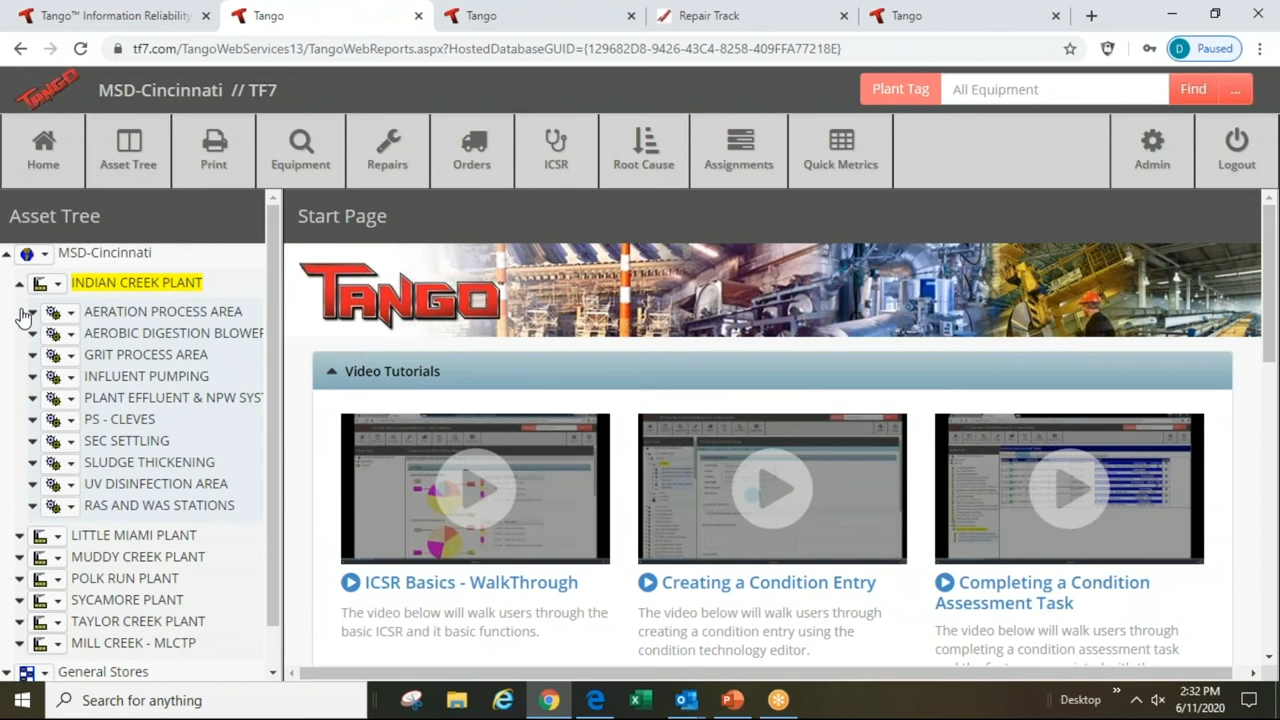 Tango™ Information Reliability
Tango
Tango
Repair Track
Tango
tf7.com/TangoWebServices13/TangoWebReports.aspx?HostedDatabaseGUID={129682D8-9426-43C4-8258-409FFA77218E}
D Paused
TANGO
MSD-Cincinnati // TF7
Plant Tag
All Equipment
Find
...
Home
Asset Tree
Print
Equipment
Repairs
Orders
ICSR
Root Cause
Assignments
Quick Metrics
Admin
Logout
Asset Tree
MSD-Cincinnati
INDIAN CREEK PLANT
AERATION PROCESS AREA
AEROBIC DIGESTION BLOWER
GRIT PROCESS AREA
INFLUENT PUMPING
PLANT EFFLUENT & NPW SYS
PS - CLEVES
SEC SETTLING
SLUDGE THICKENING
UV DISINFECTION AREA
RAS AND WAS STATIONS
LITTLE MIAMI PLANT
MUDDY CREEK PLANT
POLK RUN PLANT
SYCAMORE PLANT
TAYLOR CREEK PLANT
MILL CREEK - MLCTP
General Stores
Start Page
TANGO
Video Tutorials
ICSR Basics - WalkThrough
The video below will walk users through the
basic ICSR and it basic functions.
Creating a Condition Entry
The video below will walk users through
creating a condition entry using the
condition technology editor.
Completing a Condition
Assessment Task
The video below will walk users through
completing a condition assessment task
Search for anything
Desktop
2:32 PM
6/11/2020